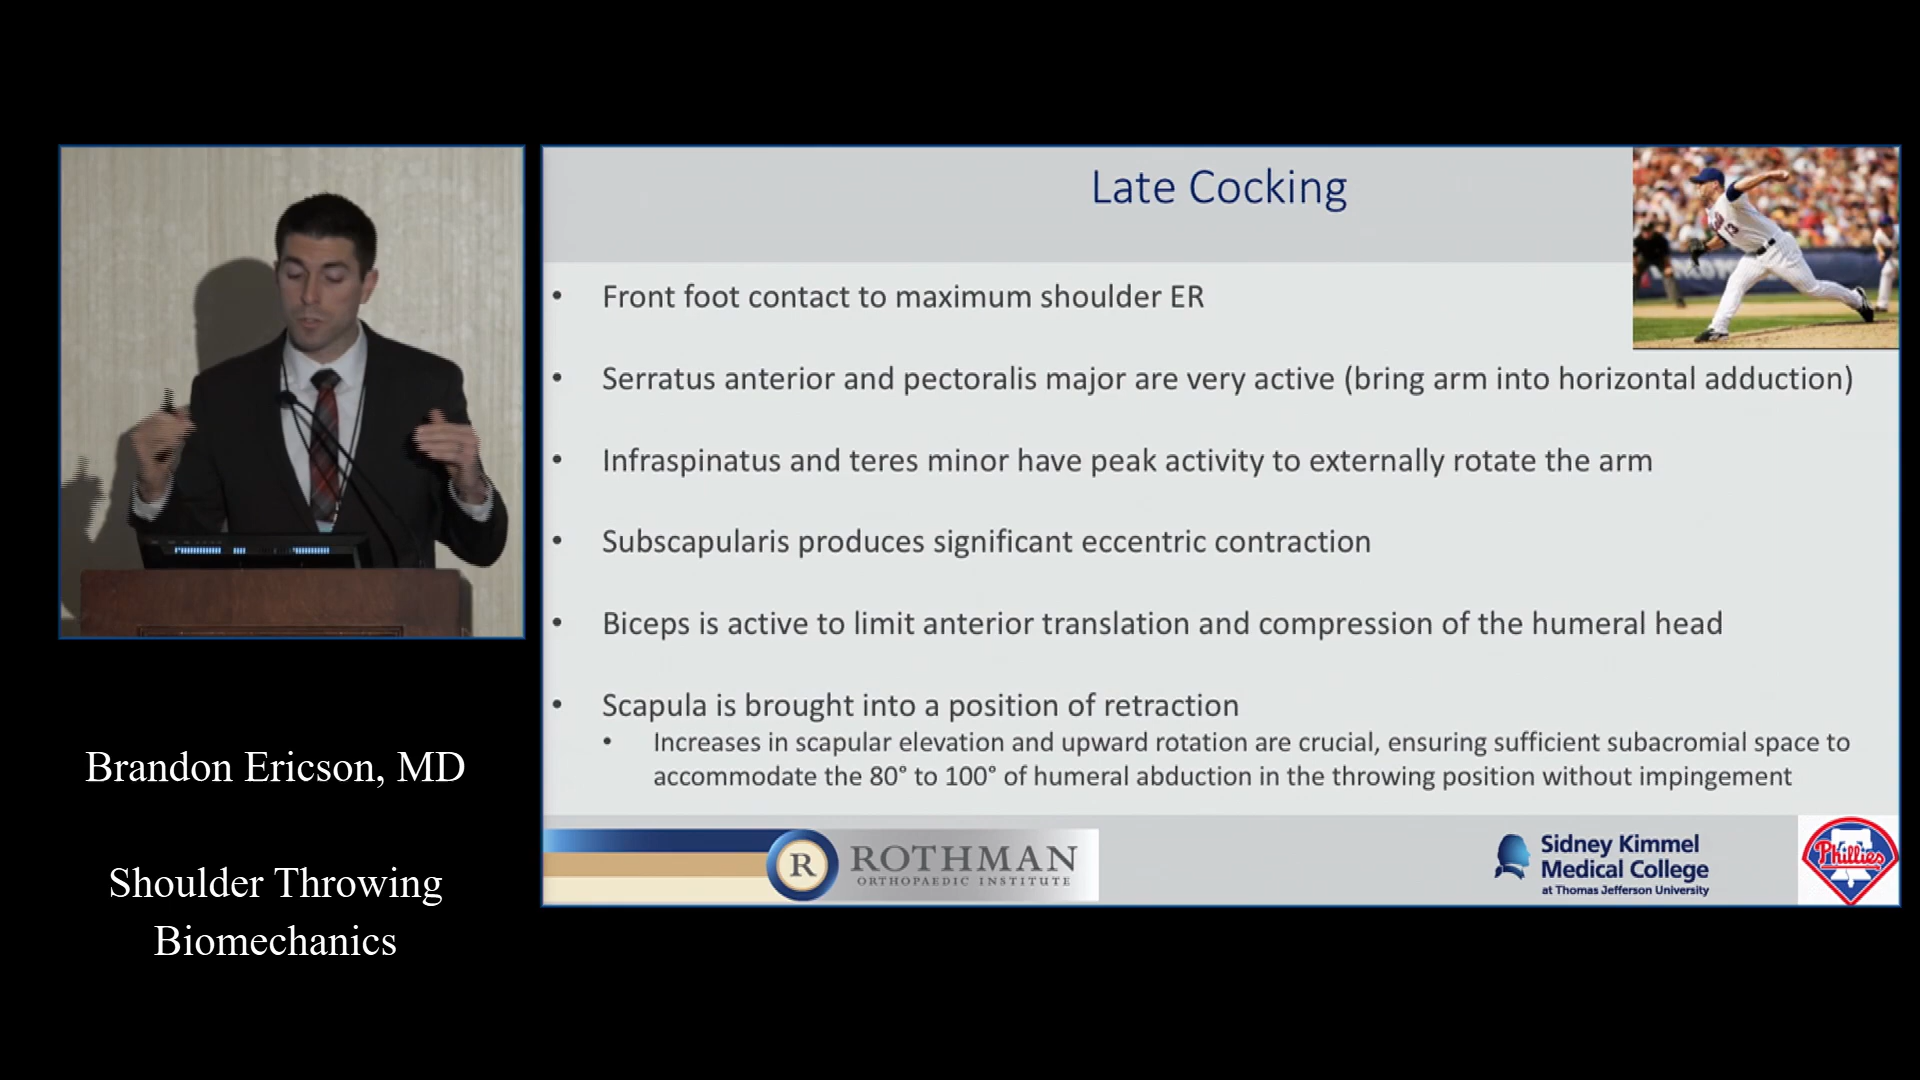 Late Cocking
• Front foot contact to maximum shoulder ER
• Serratus anterior and pectoralis major are very active (bring arm into horizontal adduction)
• Infraspinatus and teres minor have peak activity to externally rotate the arm
• Subscapularis produces significant eccentric contraction
• Biceps is active to limit anterior translation and compression of the humeral head
• Scapula is brought into a position of retraction
• Increases in scapular elevation and upward rotation are crucial, ensuring sufficient subacromial space to
accommodate the 80° to 100° of humeral abduction in the throwing position without impingement
R ROTHMAN
ORTHOPAEDIC INSTITUTE
Sidney Kimmel
Medical College
at Thomas Jefferson University
Phillies
Brandon Ericson, MD
Shoulder Throwing
Biomechanics
13